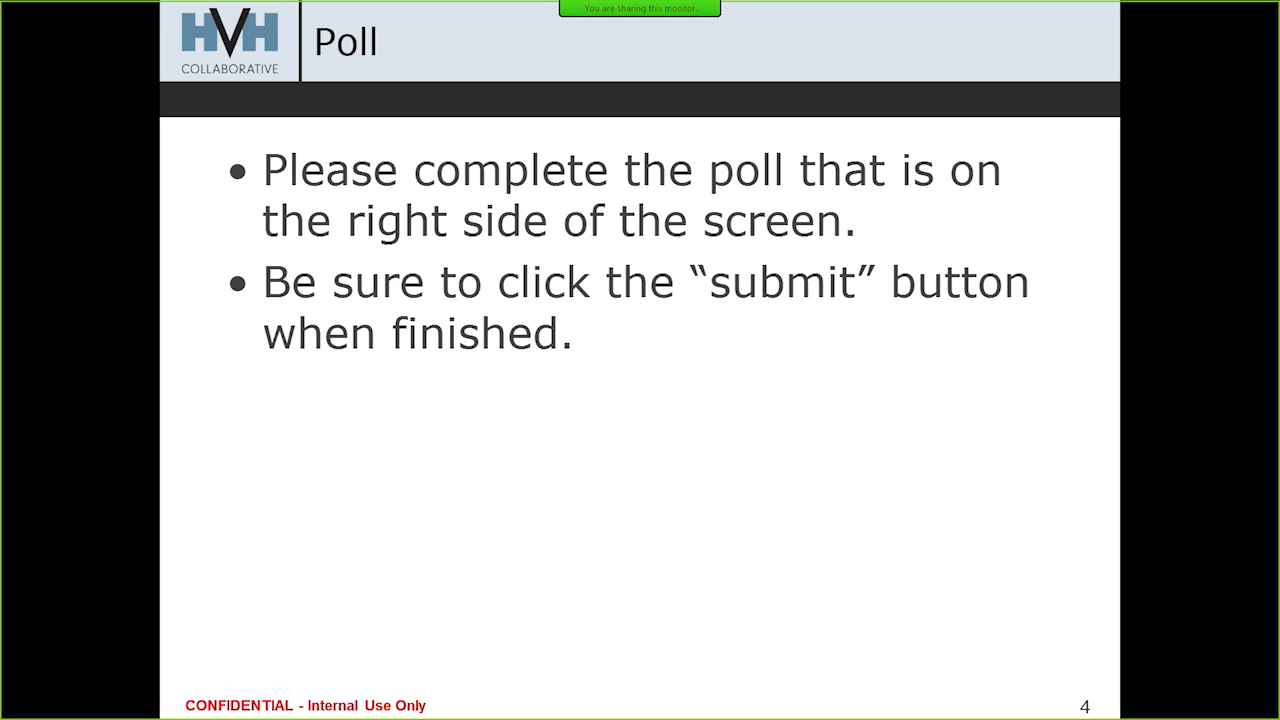 You are sharing this monitor.
HVH
COLLABORATIVE
Poll
• Please complete the poll that is on
the right side of the screen.
• Be sure to click the “submit” button
when finished.
CONFIDENTIAL - Internal Use Only
4